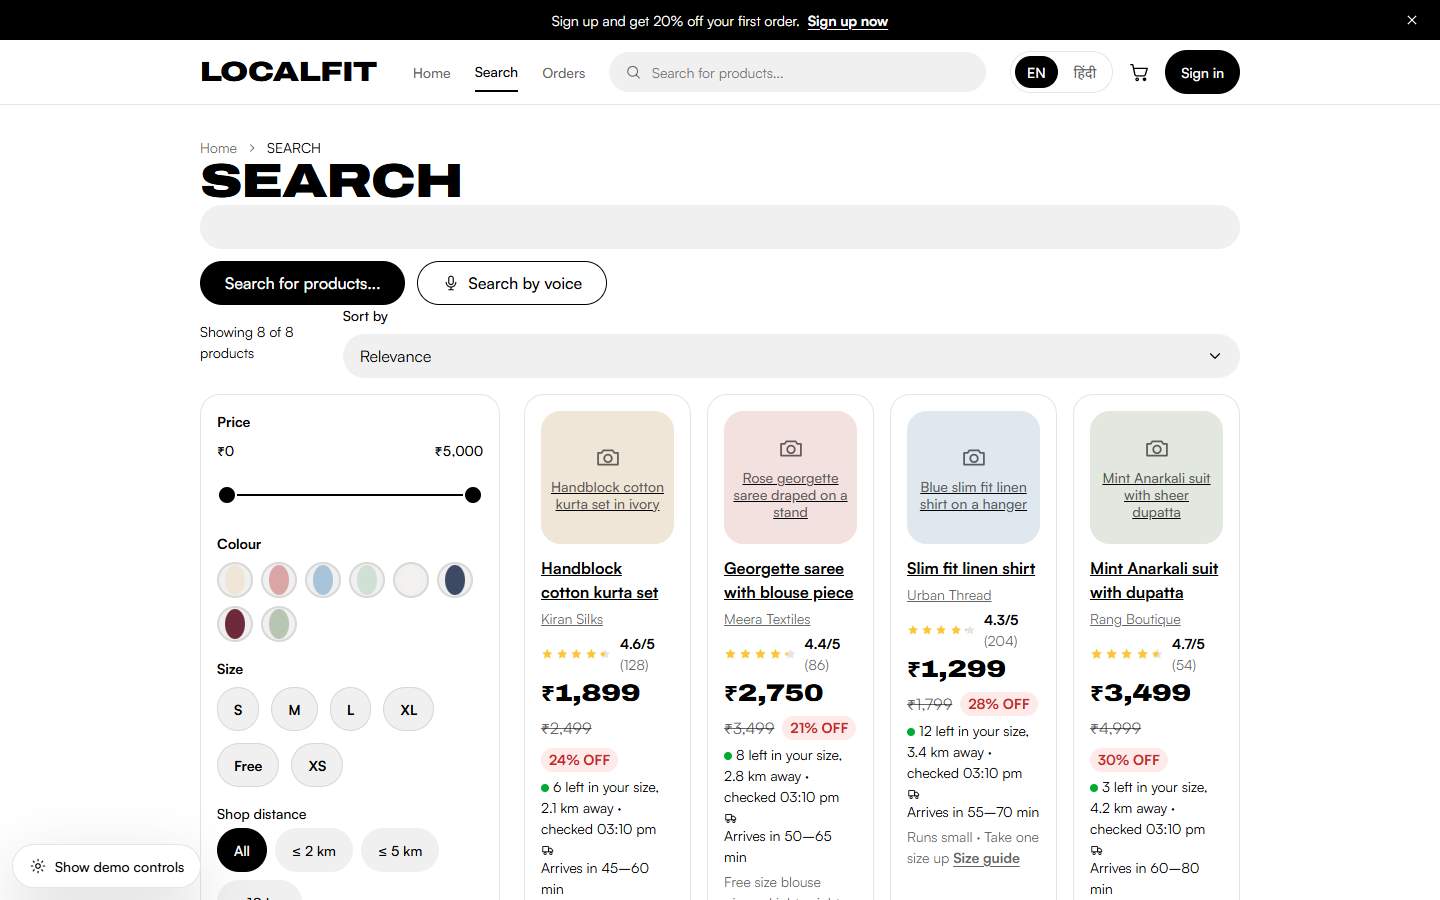 Sign up and get 20% off your first order. Sign up now
LOCALFIT
Home
Search
Orders
Search for products...
EN
हिंदी
Sign in
Home > SEARCH
SEARCH
Search for products...
Search by voice
Showing 8 of 8
products
Sort by
Relevance
Price
₹0
₹5,000
Colour
Size
S
M
L
XL
Free
XS
Shop distance
All
≤ 2 km
≤ 5 km
Show demo controls
Handblock cotton
kurta set in ivory
Handblock
cotton kurta set
Kiran Silks
4.6/5
(128)
₹1,899
₹2,499
24% OFF
6 left in your size,
2.1 km away ·
checked 03:10 pm
Arrives in 45–60
min
Rose georgette
saree draped on a
stand
Georgette saree
with blouse piece
Meera Textiles
4.4/5
(86)
₹2,750
₹3,499
21% OFF
8 left in your size,
2.8 km away ·
checked 03:10 pm
Arrives in 50–65
min
Free size blouse
Blue slim fit linen
shirt on a hanger
Slim fit linen shirt
Urban Thread
4.3/5
(204)
₹1,299
₹1,799
28% OFF
12 left in your size,
3.4 km away ·
checked 03:10 pm
Arrives in 55–70 min
Runs small · Take one
size up Size guide
Mint Anarkali suit
with sheer
dupatta
Mint Anarkali suit
with dupatta
Rang Boutique
4.7/5
(54)
₹3,499
₹4,999
30% OFF
3 left in your size,
4.2 km away ·
checked 03:10 pm
Arrives in 60–80
min